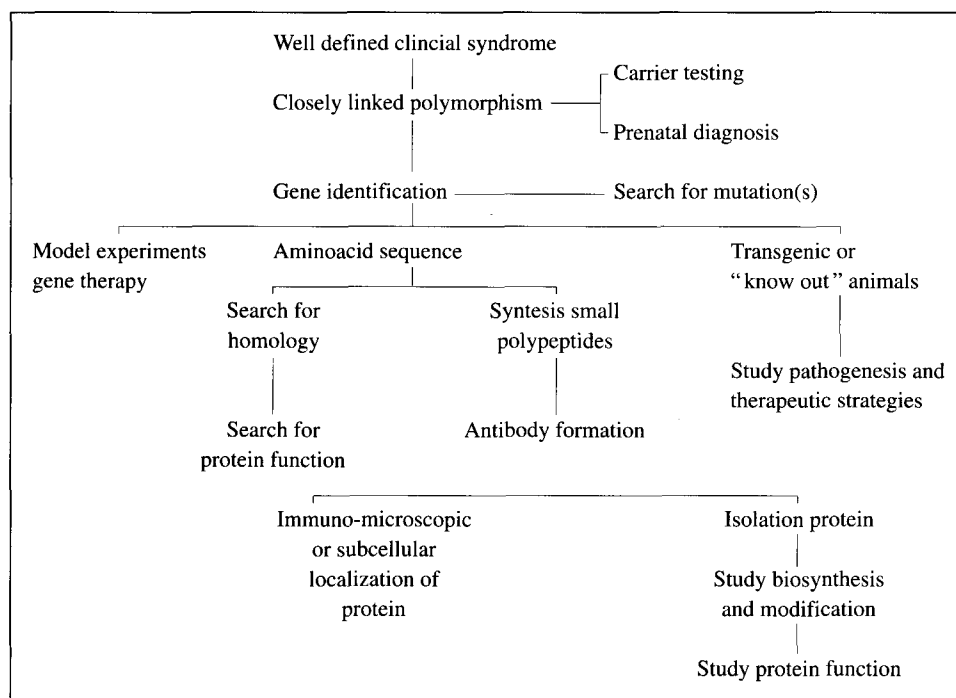 Well defined clincial syndrome
Carrier testing
Closely linked polymorphism
Prenatal diagnosis
Gene identification
Search for mutation(s)
Model experiments
gene therapy
Aminoacid sequence
Transgenic or
“know out” animals
Search for
homology
Syntesis small
polypeptides
Study pathogenesis and
therapeutic strategies
Search for
protein function
Antibody formation
Immuno-microscopic
or subcellular
localization of
protein
Isolation protein
Study biosynthesis
and modification
Study protein function